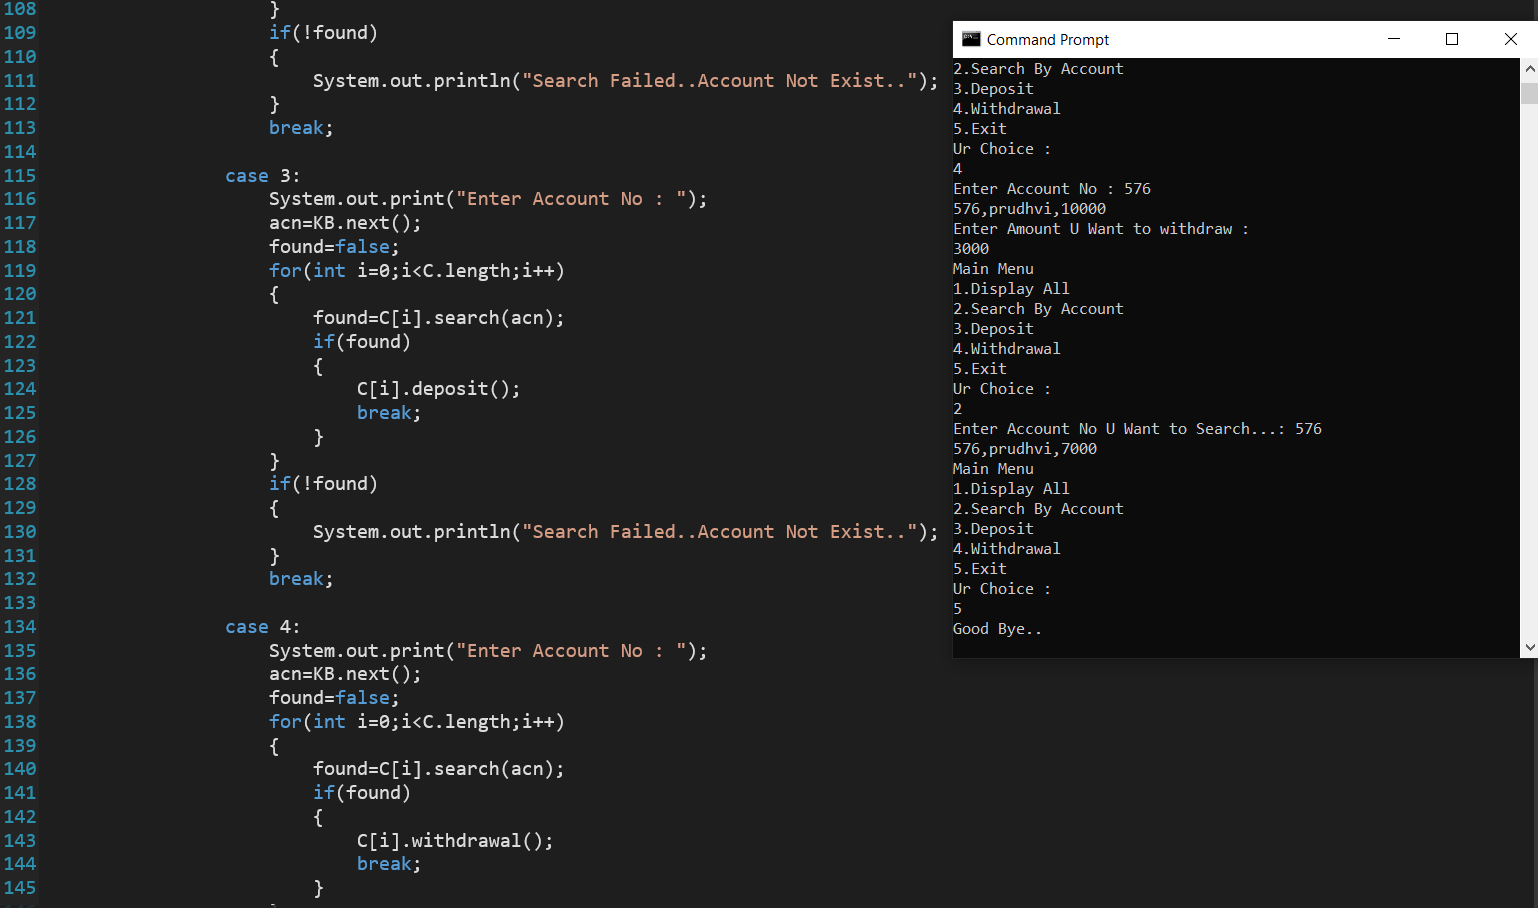 108 }
109 if(!found)
110 {
111 System.out.println("Search Failed..Account Not Exist..");
112 }
113 break;
114
115 case 3:
116 System.out.print("Enter Account No : ");
117 acn=KB.next();
118 found=false;
119 for(int i=0;i<C.length;i++)
120 {
121 found=C[i].search(acn);
122 if(found)
123 {
124 C[i].deposit();
125 break;
126 }
127 }
128 if(!found)
129 {
130 System.out.println("Search Failed..Account Not Exist..");
131 }
132 break;
133
134 case 4:
135 System.out.print("Enter Account No : ");
136 acn=KB.next();
137 found=false;
138 for(int i=0;i<C.length;i++)
139 {
140 found=C[i].search(acn);
141 if(found)
142 {
143 C[i].withdrawal();
144 break;
145 }
Command Prompt
2.Search By Account
3.Deposit
4.Withdrawal
5.Exit
Ur Choice :
4
Enter Account No : 576
576,prudhvi,10000
Enter Amount U Want to withdraw :
3000
Main Menu
1.Display All
2.Search By Account
3.Deposit
4.Withdrawal
5.Exit
Ur Choice :
2
Enter Account No U Want to Search...: 576
576,prudhvi,7000
Main Menu
1.Display All
2.Search By Account
3.Deposit
4.Withdrawal
5.Exit
Ur Choice :
5
Good Bye..